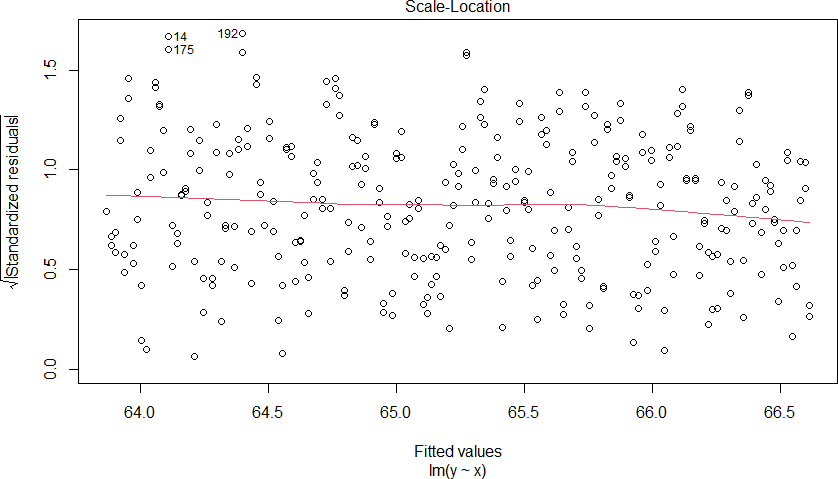 Scale-Location
√|Standardized residuals|
0.0
0.5
1.0
1.5
14
175
192
64.0 64.5 65.0 65.5 66.0 66.5
Fitted values
lm(y ~ x)